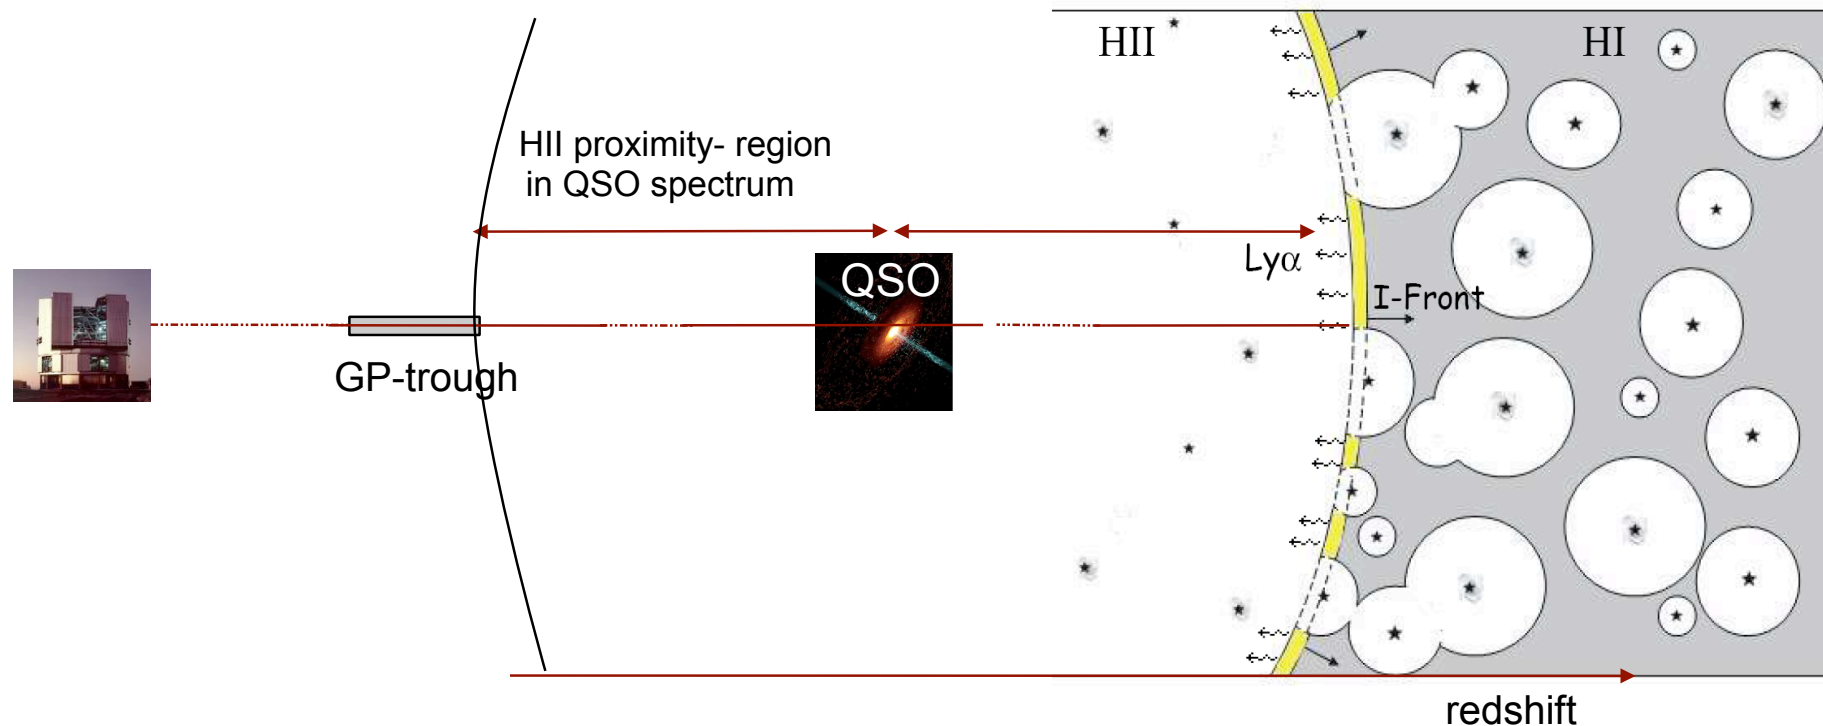 HII
HI
HII proximity- region
in QSO spectrum
Lyα
QSO
I-Front
GP-trough
redshift